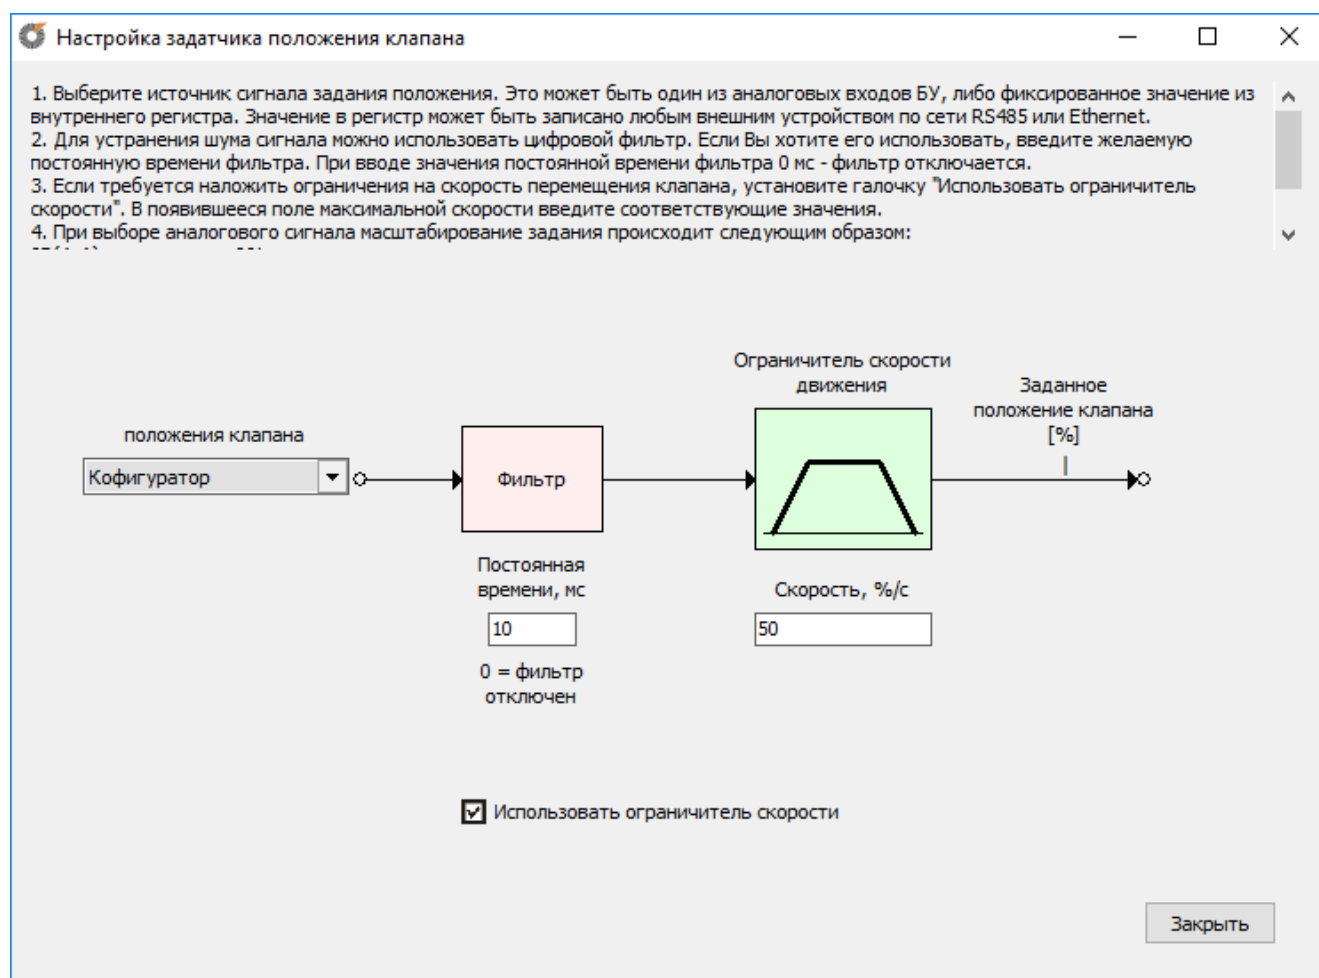 Настройка задатчика положения клапана
1. Выберите источник сигнала задания положения. Это может быть один из аналоговых входов БУ, либо фиксированное значение из
внутреннего регистра. Значение в регистр может быть записано любым внешним устройством по сети RS485 или Ethernet.
2. Для устранения шума сигнала можно использовать цифровой фильтр. Если Вы хотите его использовать, введите желаемую
постоянную времени фильтра. При вводе значения постоянной времени фильтра 0 мс - фильтр отключается.
3. Если требуется наложить ограничения на скорость перемещения клапана, установите галочку "Использовать ограничитель
скорости". В появившееся поле максимальной скорости введите соответствующие значения.
4. При выборе аналогового сигнала масштабирование задания происходит следующим образом:
Ограничитель скорости
движения
Заданное
положение клапана
[%]
положения клапана
Кофигуратор
Фильтр
Постоянная
времени, мс
10
0 = фильтр
отключен
Скорость, %/с
50
Использовать ограничитель скорости
Закрыть